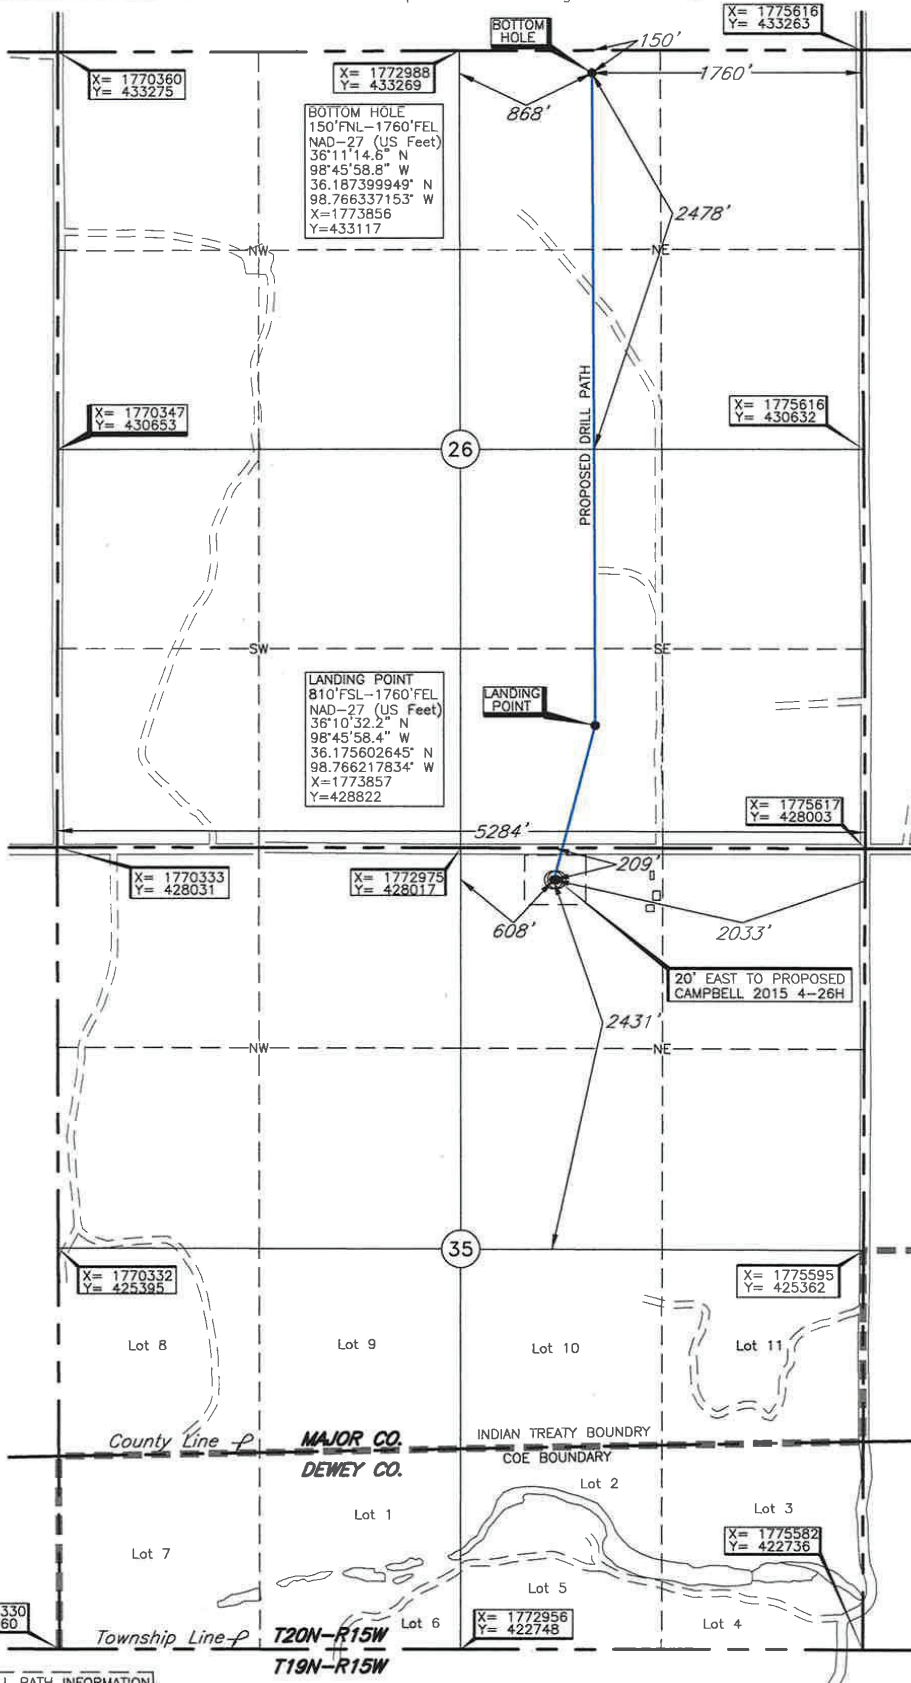 X= 1775616
Y= 433263
BOTTOM
HOLE
150'
X= 1770360
Y= 433275
X= 1772988
Y= 433269
1760'
868'
BOTTOM HOLE
150'FNL-1760'FEL
NAD-27 (US Feet)
36°11'14.6" N
98°45'58.8" W
36.187399949° N
98.766337153° W
X=1773856
Y=433117
2478'
NW
NE
PROPOSED DRILL PATH
X= 1770347
Y= 430653
X= 1775616
Y= 430632
26
SW
SE
LANDING POINT
810'FSL-1760'FEL
NAD-27 (US Feet)
36°10'32.2" N
98°45'58.4" W
36.175602645° N
98.766217834° W
X=1773857
Y=428822
LANDING
POINT
X= 1775617
Y= 428003
5284'
209'
X= 1770333
Y= 428031
X= 1772975
Y= 428017
608'
2033'
20' EAST TO PROPOSED
CAMPBELL 2015 4-26H
2431'
NW
NE
35
X= 1770332
Y= 425395
X= 1775595
Y= 425362
Lot 8
Lot 9
Lot 10
Lot 11
County Line
MAJOR CO.
INDIAN TREATY BOUNDRY
DEWEY CO.
COE BOUNDARY
Lot 2
Lot 1
Lot 3
Lot 7
X= 1775582
Y= 422736
Lot 5
330
60
Lot 6
X= 1772956
Y= 422748
Lot 4
Township Line
T20N-R15W
T19N-R15W
PATH INFORMATION